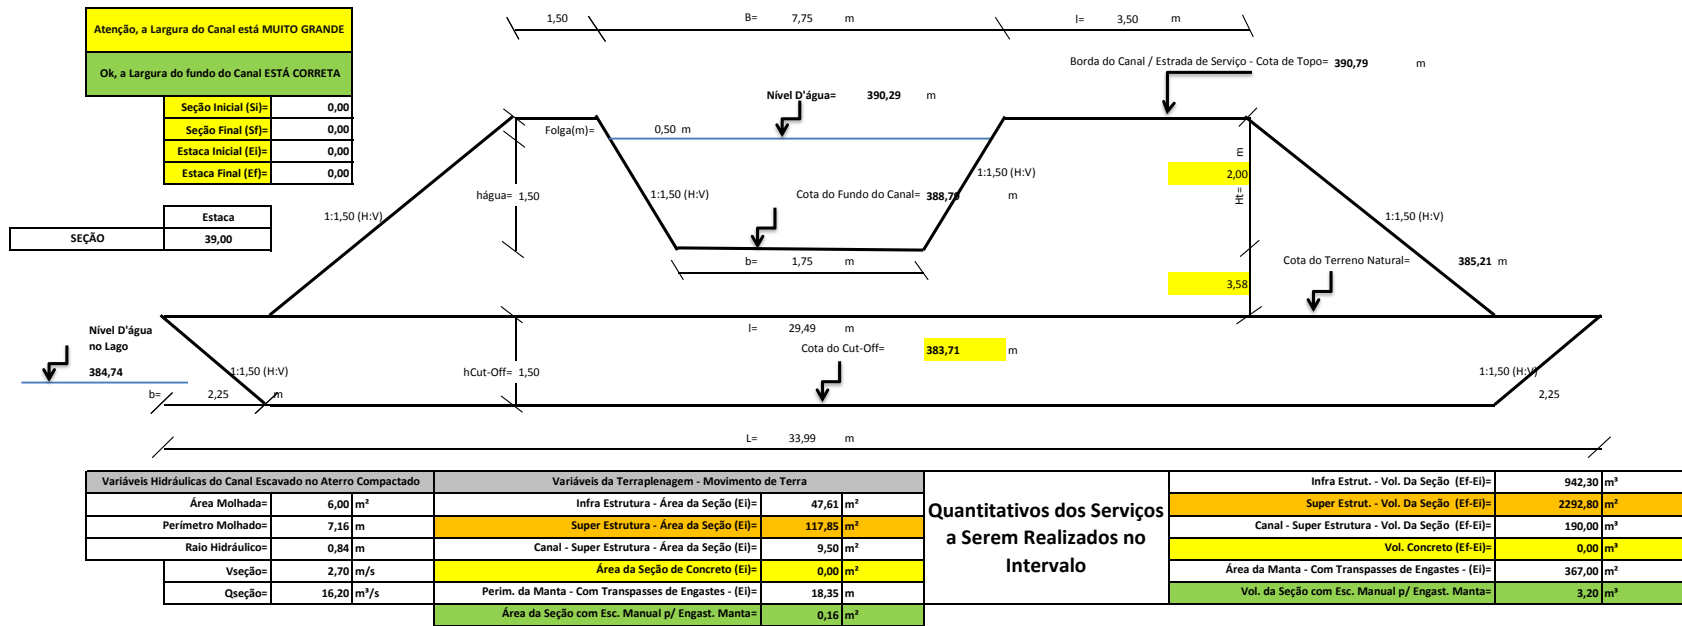 1,50 B= 7,75 m l= 3,50 m
Atenção, a Largura do Canal está MUITO GRANDE
Ok, a Largura do fundo do Canal ESTÁ CORRETA
Borda do Canal / Estrada de Serviço - Cota de Topo= 390,79 m
Nível D'água= 390,29 m
Seção Inicial (Si)= 0,00
Seção Final (Sf)= 0,00
Estaca Inicial (Ei)= 0,00
Estaca Final (Ef)= 0,00
Folga(m)= 0,50 m
hágua= 1,50
1:1,50 (H:V)
Cota do Fundo do Canal= 388,79 m
1:1,50 (H:V)
2,00
Ht= m
Estaca
SEÇÃO 39,00
1:1,50 (H:V)
1:1,50 (H:V)
b= 1,75 m
Cota do Terreno Natural= 385,21 m
3,58
Nível D'água
no Lago
384,74
l= 29,49 m
Cota do Cut-Off= 383,71 m
1:1,50 (H:V)
hCut-Off= 1,50
1:1,50 (H:V)
b= 2,25 m
2,25
L= 33,99 m
Variáveis Hidráulicas do Canal Escavado no Aterro Compactado
Área Molhada= 6,00 m²
Perímetro Molhado= 7,16 m
Raio Hidráulico= 0,84 m
Vseção= 2,70 m/s
Qseção= 16,20 m³/s
Variáveis da Terraplenagem - Movimento de Terra
Infra Estrutura - Área da Seção (Ei)= 47,61 m²
Super Estrutura - Área da Seção (Ei)= 117,85 m²
Canal - Super Estrutura - Área da Seção (Ei)= 9,50 m²
Área da Seção de Concreto (Ei)= 0,00 m²
Perim. da Manta - Com Transpasses de Engastes - (Ei)= 18,35 m
Área da Seção com Esc. Manual p/ Engast. Manta= 0,16 m²
Quantitativos dos Serviços
a Serem Realizados no
Intervalo
Infra Estrut. - Vol. Da Seção (Ef-Ei)= 942,30 m³
Super Estrut. - Vol. Da Seção (Ef-Ei)= 2292,80 m²
Canal - Super Estrutura - Vol. Da Seção (Ef-Ei)= 190,00 m³
Vol. Concreto (Ef-Ei)= 0,00 m³
Área da Manta - Com Transpasses de Engastes - (Ei)= 367,00 m²
Vol. da Seção com Esc. Manual p/ Engast. Manta= 3,20 m³